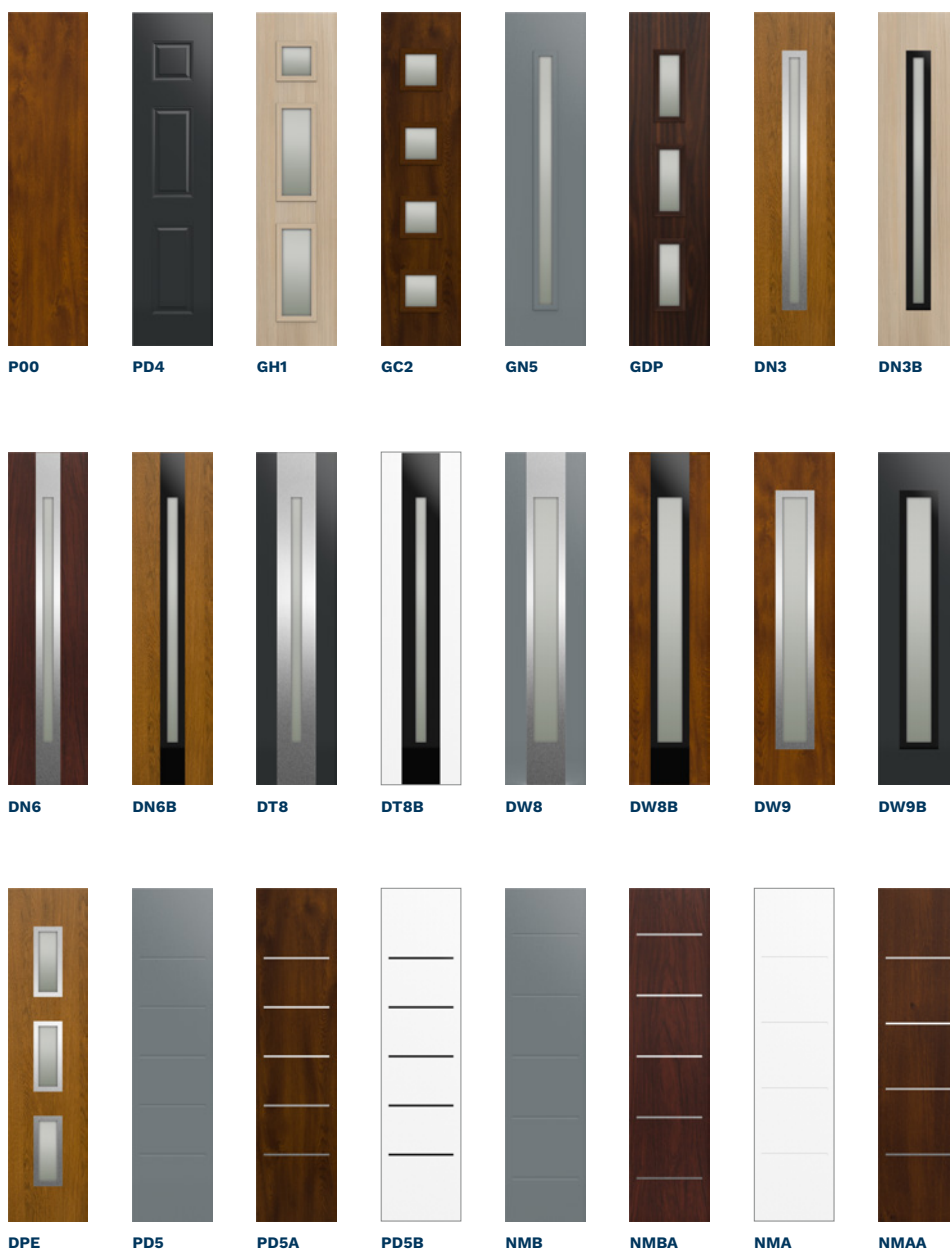 P00 PD4 GH1 GC2 GN5 GDP DN3 DN3B
DN6 DN6B DT8 DT8B DW8 DW8B DW9 DW9B
DPE PD5 PD5A PD5B NMB NMBA NMA NMAA